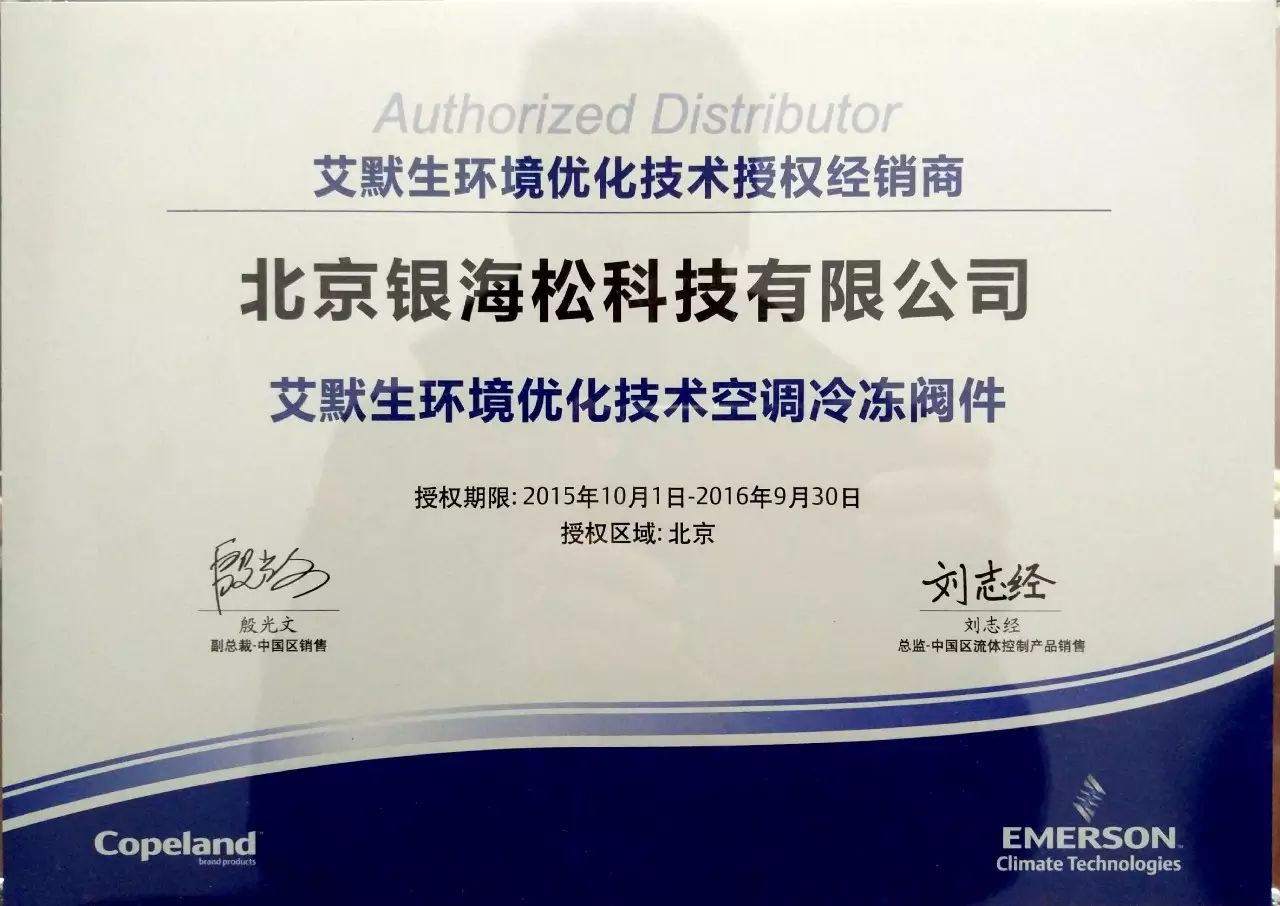 Authorized Distributor
艾默生环境优化技术授权经销商
北京银海松科技有限公司
艾默生环境优化技术空调冷冻阀件
授权期限: 2015年10月1日-2016年9月30日
授权区域: 北京
殷光文
刘志经
殷光文
刘志经
副总裁-中国区销售
总监-中国区流体控制产品销售
Copeland
brand products
EMERSON
Climate Technologies